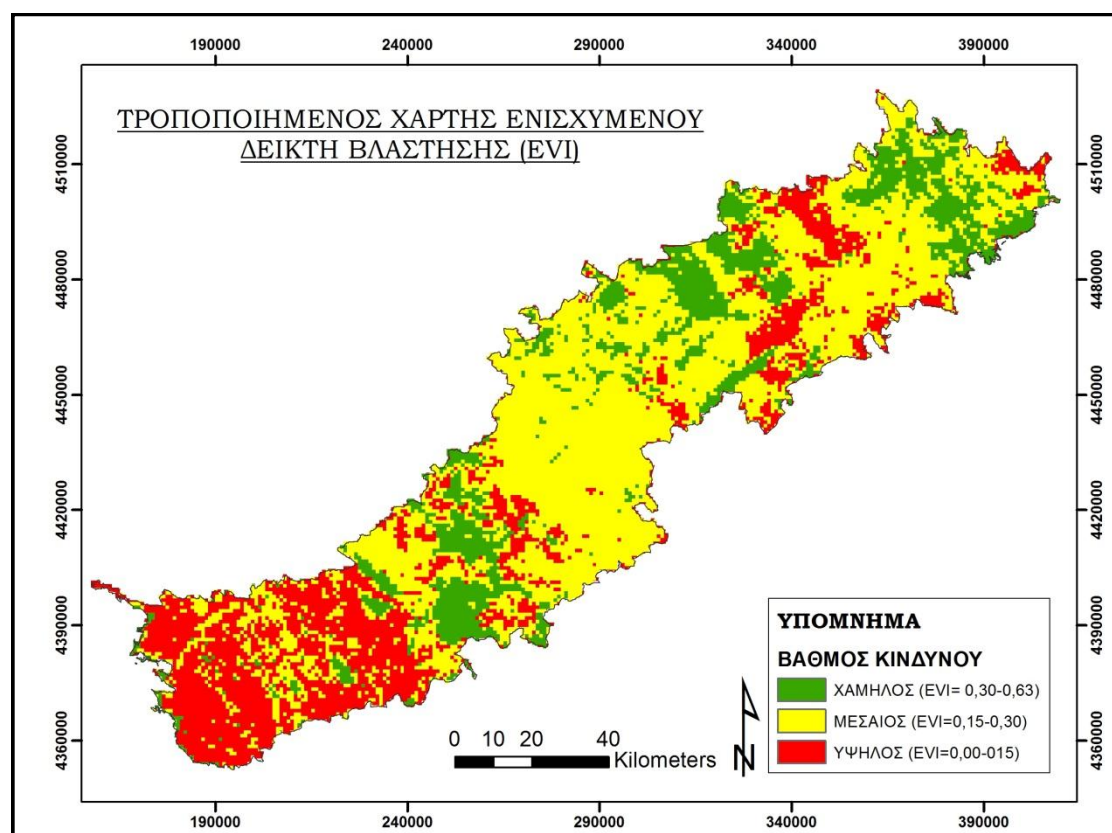 190000 240000 290000 340000 390000
ΤΡΟΠΟΠΟΙΗΜΕΝΟΣ ΧΑΡΤΗΣ ΕΝΙΣΧΥΜΕΝΟΥ
ΔΕΙΚΤΗ ΒΛΑΣΤΗΣΗΣ (EVI)
4510000 4510000
4480000 4480000
4450000 4450000
4420000 4420000
4390000 4390000
4360000 4360000
ΥΠΟΜΝΗΜΑ
ΒΑΘΜΟΣ ΚΙΝΔΥΝΟΥ
ΧΑΜΗΛΟΣ (EVI= 0,30-0,63)
ΜΕΣΑΙΟΣ (EVI=0,15-0,30)
ΥΨΗΛΟΣ (EVI=0,00-015)
0 10 20 40
Kilometers
N
190000 240000 290000 340000 390000